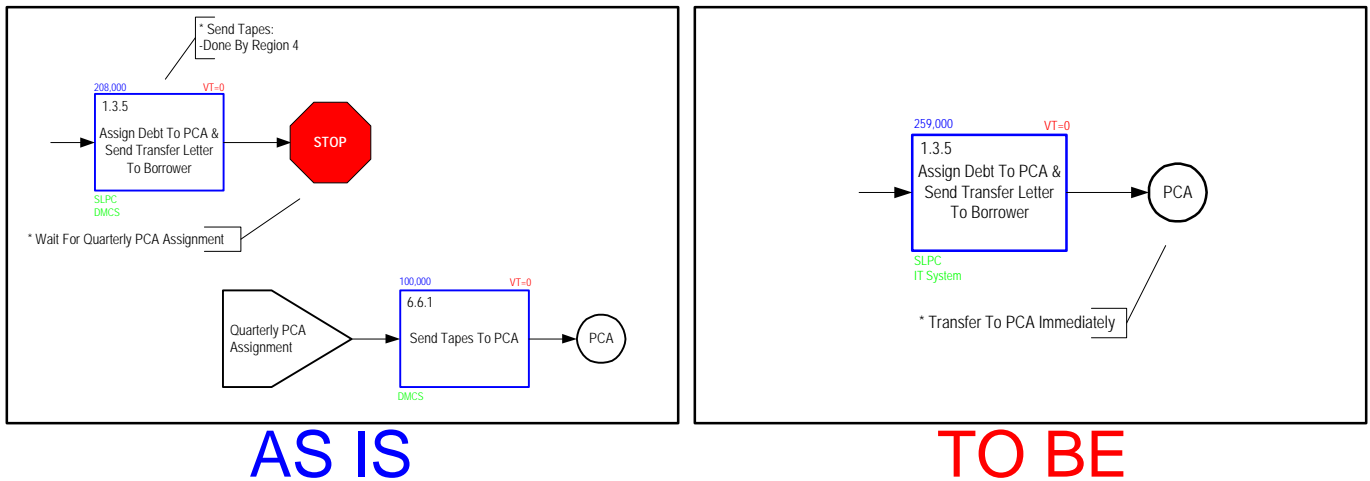 * Send Tapes:
-Done By Region 4
208,000 VT=0
1.3.5
Assign Debt To PCA &
Send Transfer Letter
To Borrower
SLPC
DMCS
STOP
* Wait For Quarterly PCA Assignment
Quarterly PCA
Assignment
100,000 VT=0
6.6.1
Send Tapes To PCA
DMCS
PCA
AS IS
259,000 VT=0
1.3.5
Assign Debt To PCA &
Send Transfer Letter
To Borrower
SLPC
IT System
PCA
* Transfer To PCA Immediately
TO BE